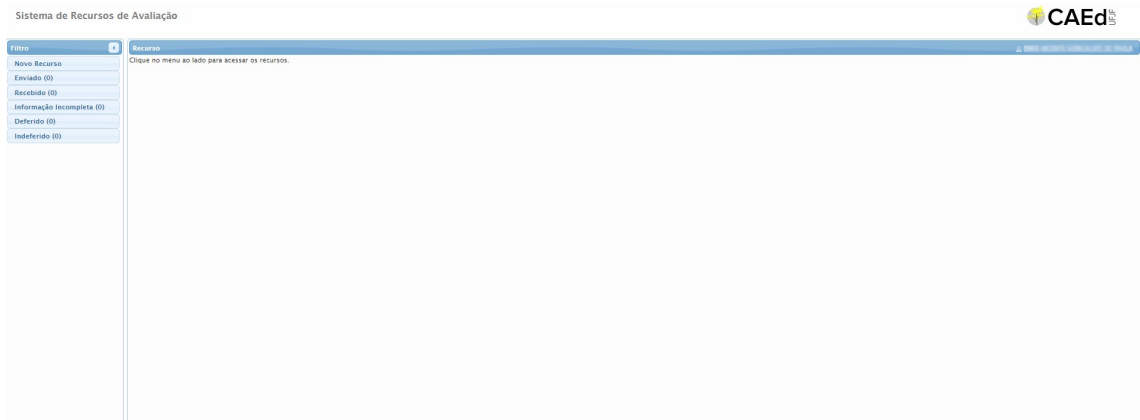 Sistema de Recursos de Avaliação
CAEd
UFJF
Filtro
Recurso
Novo Recurso
Clique no menu ao lado para acessar os recursos.
Enviado (0)
Recebido (0)
Informação Incompleta (0)
Deferido (0)
Indeferido (0)